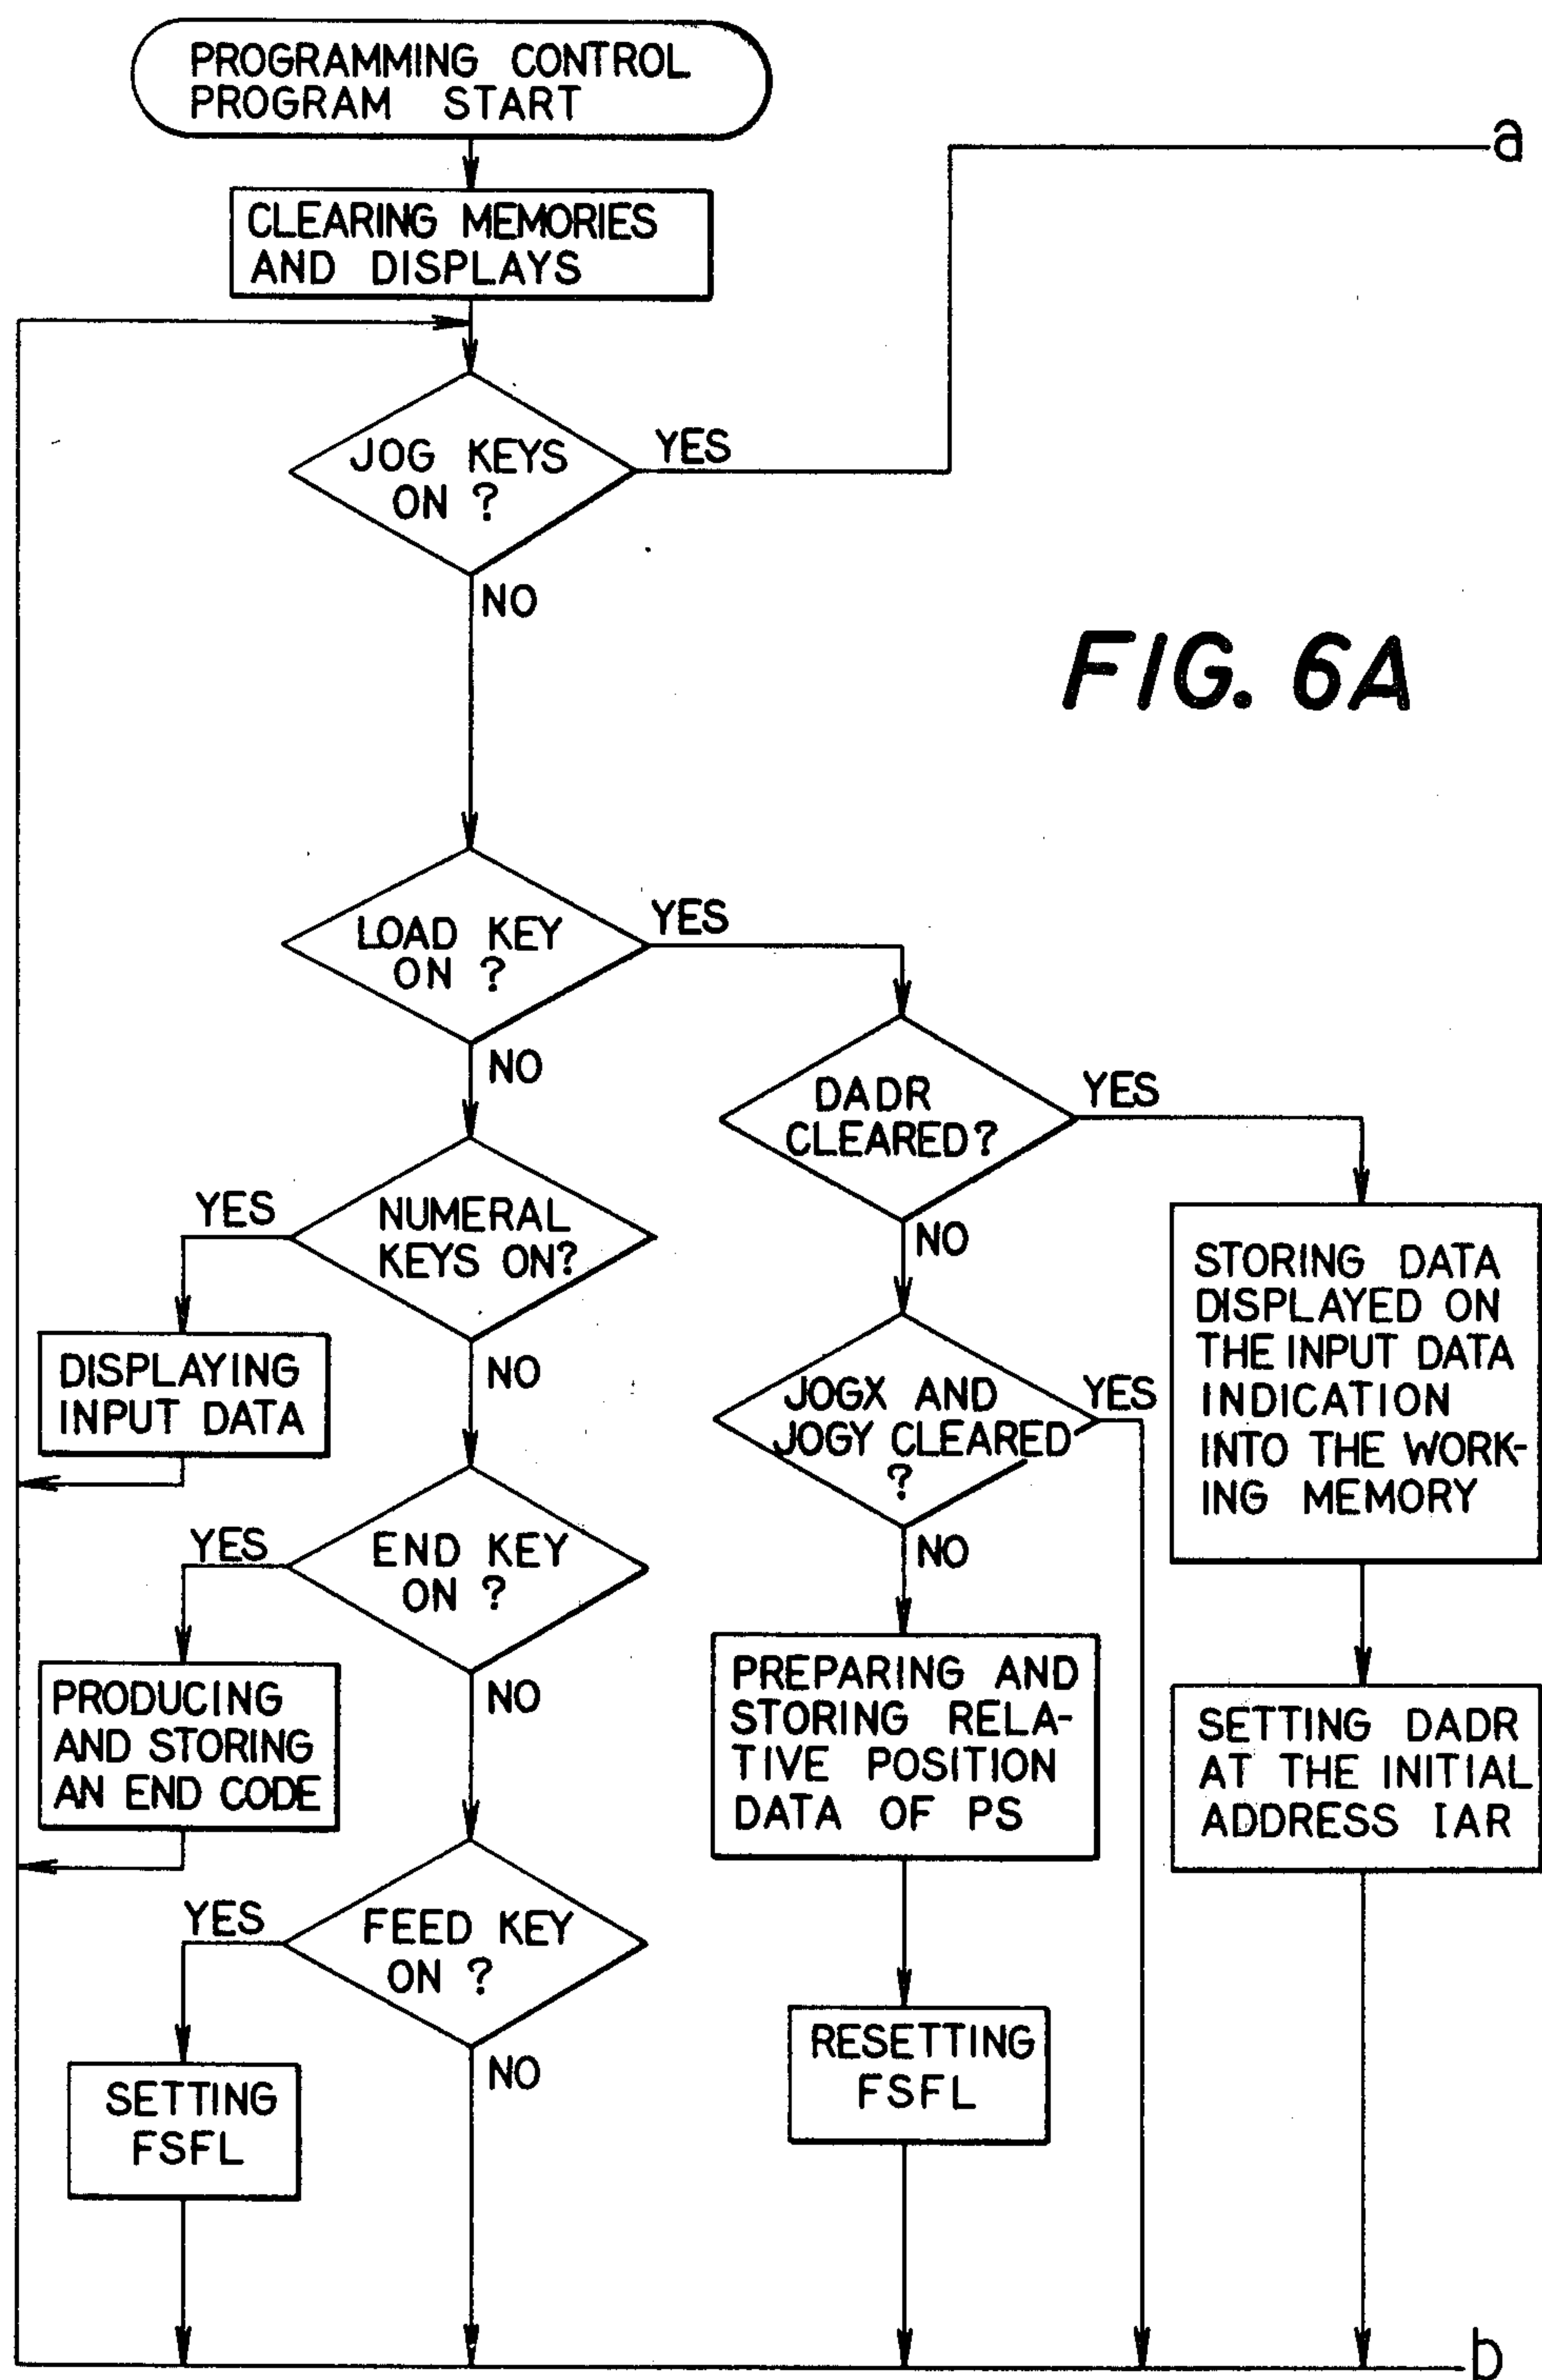 PROGRAMMING CONTROL
PROGRAM START
a
CLEARING MEMORIES
AND DISPLAYS
JOG KEYS
ON ?
YES
NO
FIG. 6A
LOAD KEY
ON ?
YES
NO
DADR
CLEARED?
YES
NO
NUMERAL
KEYS ON?
YES
NO
DISPLAYING
INPUT DATA
STORING DATA
DISPLAYED ON
THE INPUT DATA
INDICATION
INTO THE WORK-
ING MEMORY
JOGX AND
JOGY CLEARED
?
YES
NO
END KEY
ON ?
YES
NO
PRODUCING
AND STORING
AN END CODE
PREPARING AND
STORING RELA-
TIVE POSITION
DATA OF PS
SETTING DADR
AT THE INITIAL
ADDRESS IAR
FEED KEY
ON ?
YES
NO
SETTING
FSFL
RESETTING
FSFL
b